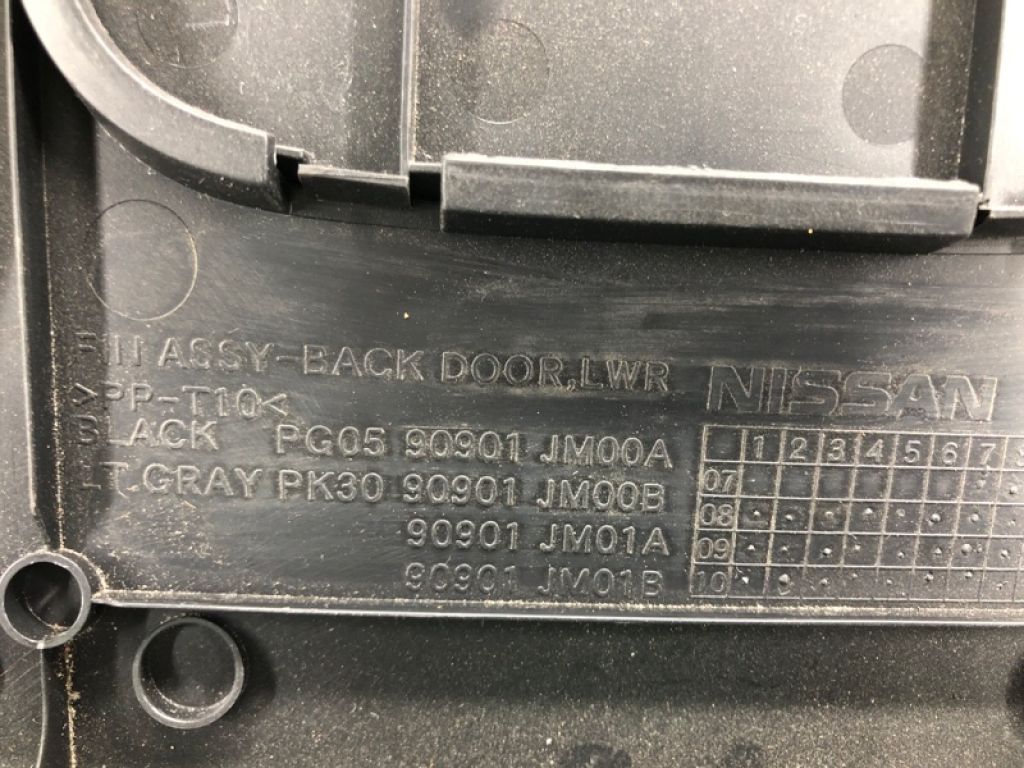 FIN ASSY-BACK DOOR,LWR
>PP-T10<
BLACK PG05 90901 JM00A
LT.GRAY PK30 90901 JM00B
90901 JM01A
90901 JM01B
NISSAN
1 2 3 4 5 6 7 8
07
08
09
10